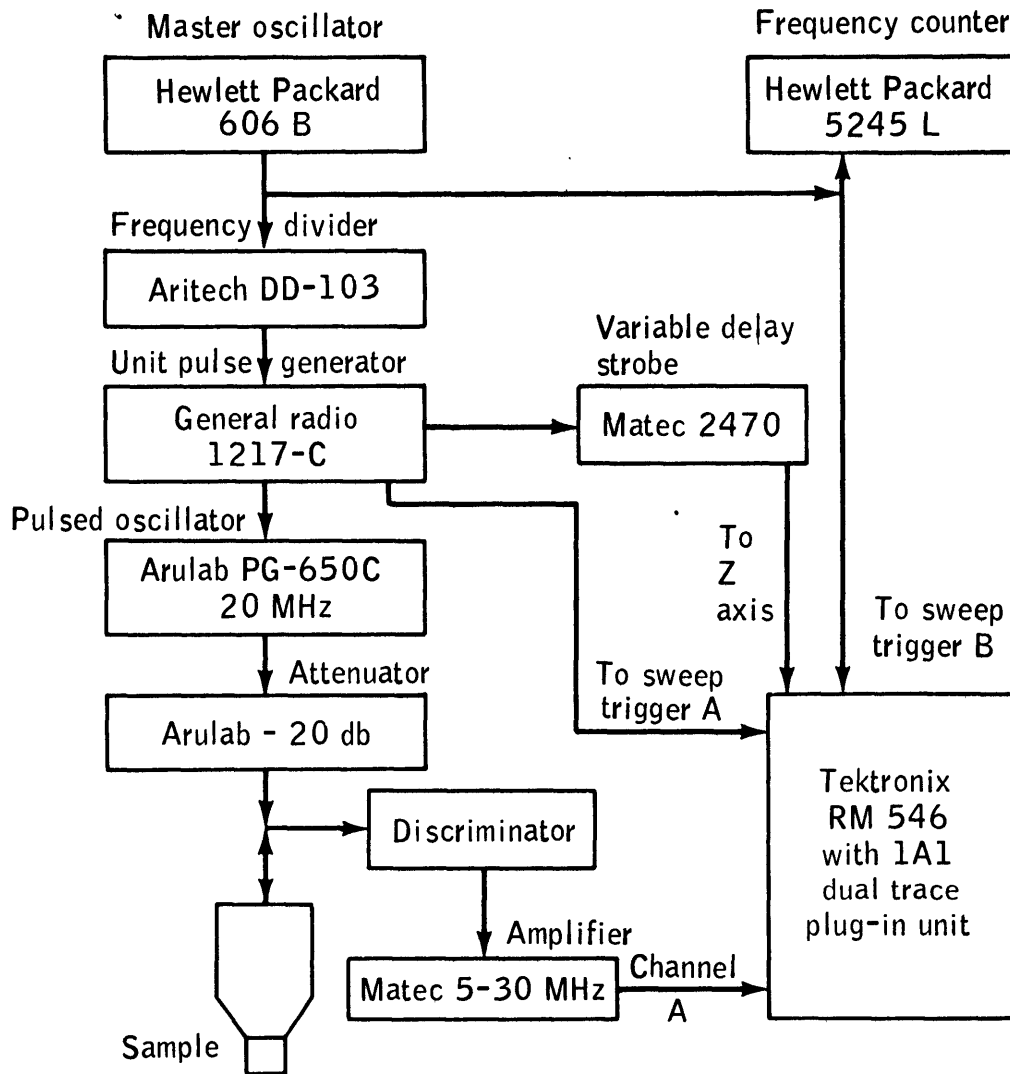 Master oscillator
Frequency counter
Hewlett Packard
606 B
Hewlett Packard
5245 L
Frequency divider
Aritech DD-103
Unit pulse generator
Variable delay
strobe
General radio
1217-C
Matec 2470
Pulsed oscillator
To
Z
axis
Arulab PG-650C
20 MHz
To sweep
trigger B
Attenuator
To sweep
trigger A
Arulab - 20 db
Tektronix
RM 546
with 1A1
dual trace
plug-in unit
Discriminator
Amplifier
Matec 5-30 MHz
Channel
A
Sample